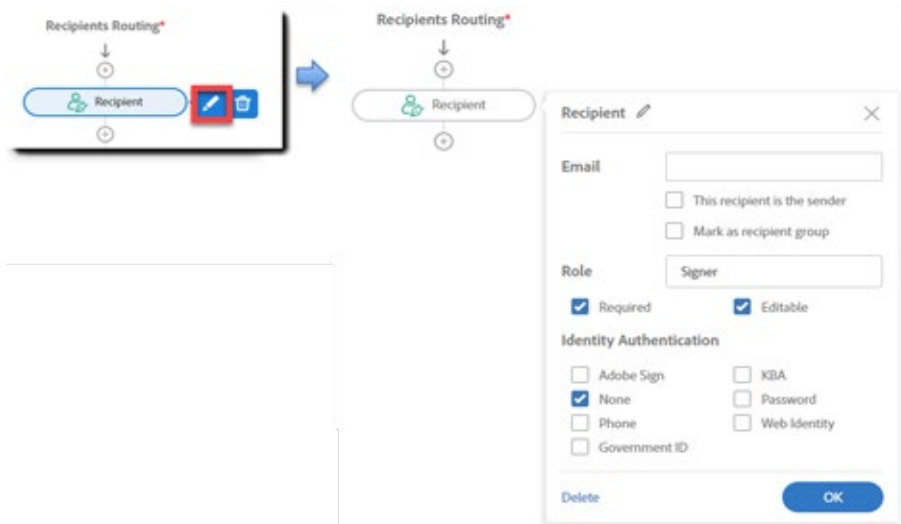 Recipients Routing*
Recipient
Recipients Routing*
Recipient
Recipient
Email
This recipient is the sender
Mark as recipient group
Role
Signer
Required
Editable
Identity Authentication
Adobe Sign
KBA
None
Password
Phone
Web Identity
Government ID
Delete
OK